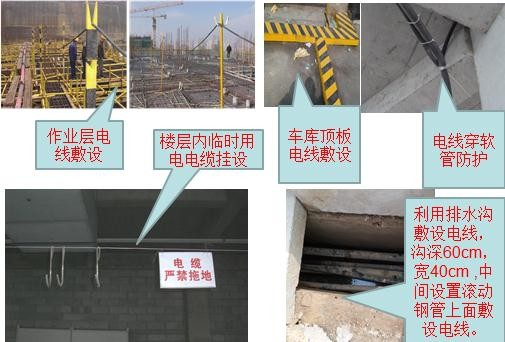 作业层电
线敷设
楼层内临时用
电电缆挂设
车库顶板
电线敷设
电线穿软
管防护
电 缆
严禁拖地
利用排水沟
敷设电线，
沟深60cm，
宽40cm ,中
间设置滚动
钢管上面敷
设电线。